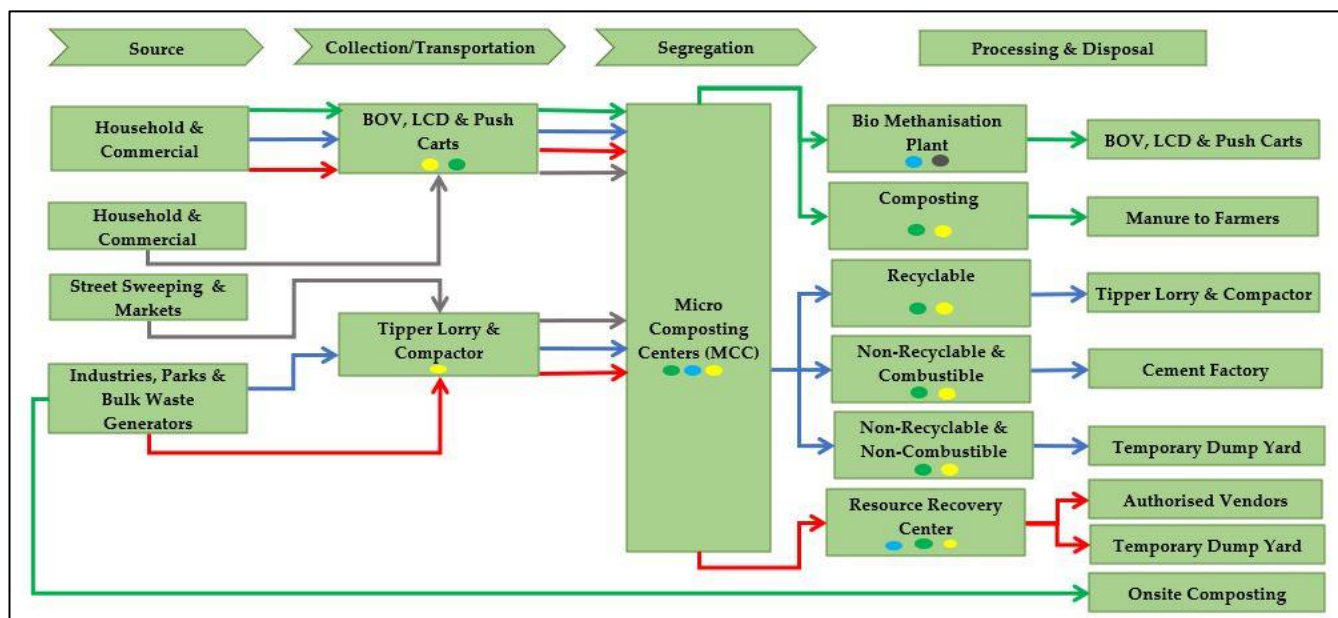 Source
Collection/Transportation
Segregation
Processing & Disposal
Household &
Commercial
BOV, LCD & Push
Carts
Bio Methanisation
Plant
BOV, LCD & Push Carts
Household &
Commercial
Composting
Manure to Farmers
Street Sweeping &
Markets
Tipper Lorry &
Compactor
Micro
Composting
Centers (MCC)
Recyclable
Tipper Lorry & Compactor
Industries, Parks &
Bulk Waste
Generators
Non-Recyclable &
Combustible
Cement Factory
Non-Recyclable &
Non-Combustible
Temporary Dump Yard
Resource Recovery
Center
Authorised Vendors
Temporary Dump Yard
Onsite Composting